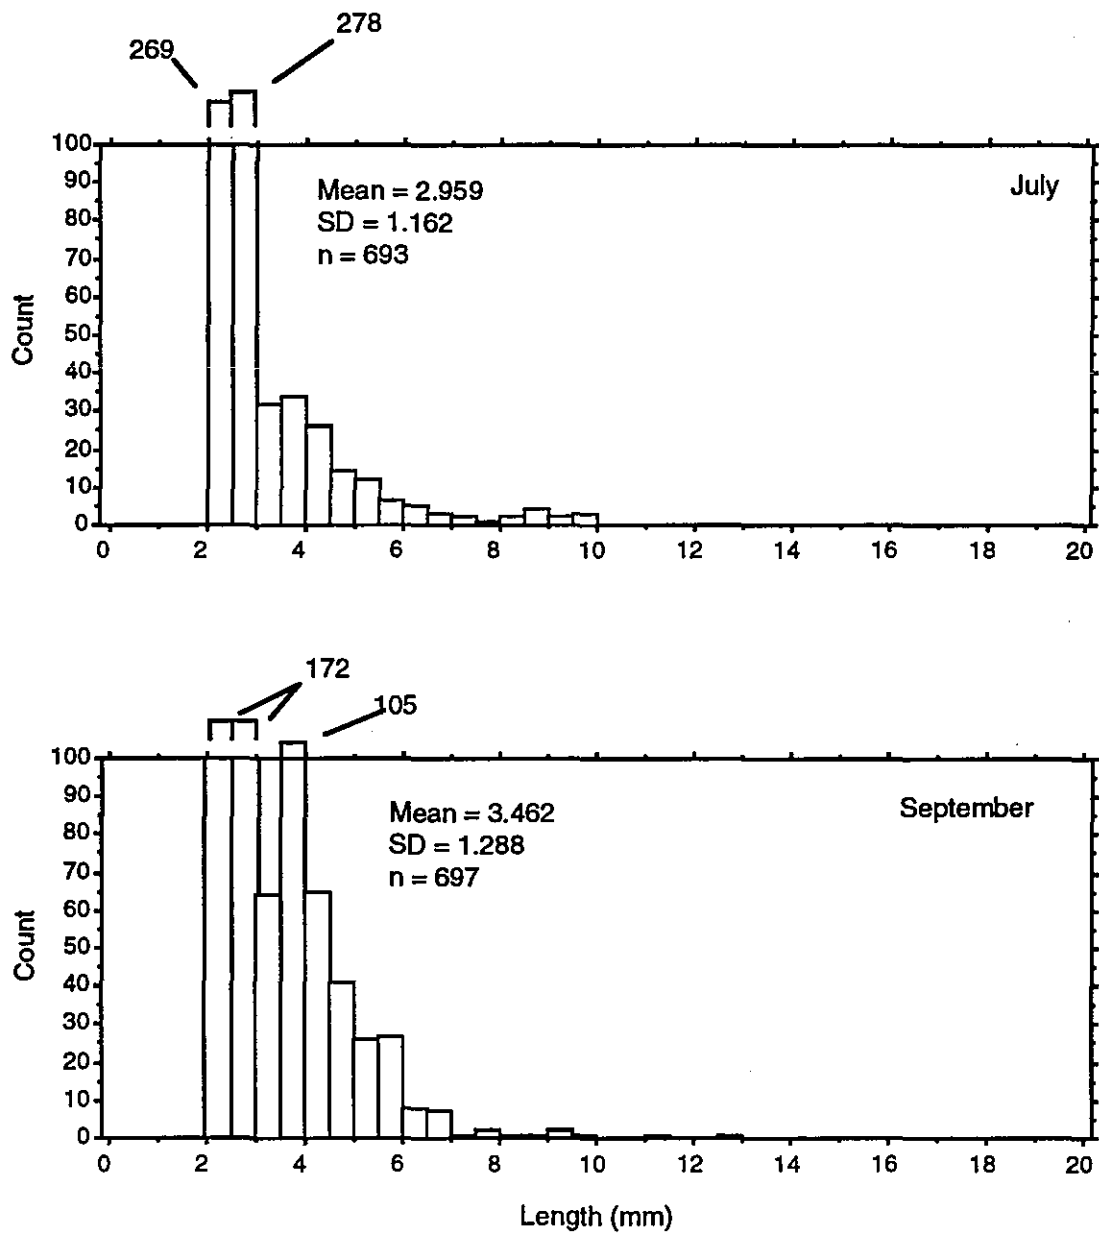 269
278
100
90
80
70
60
50
40
30
20
10
0
Count
Mean = 2.959
SD = 1.162
n = 693
July
0 2 4 6 8 10 12 14 16 18 20
172
105
100
90
80
70
60
50
40
30
20
10
0
Count
Mean = 3.462
SD = 1.288
n = 697
September
0 2 4 6 8 10 12 14 16 18 20
Length (mm)